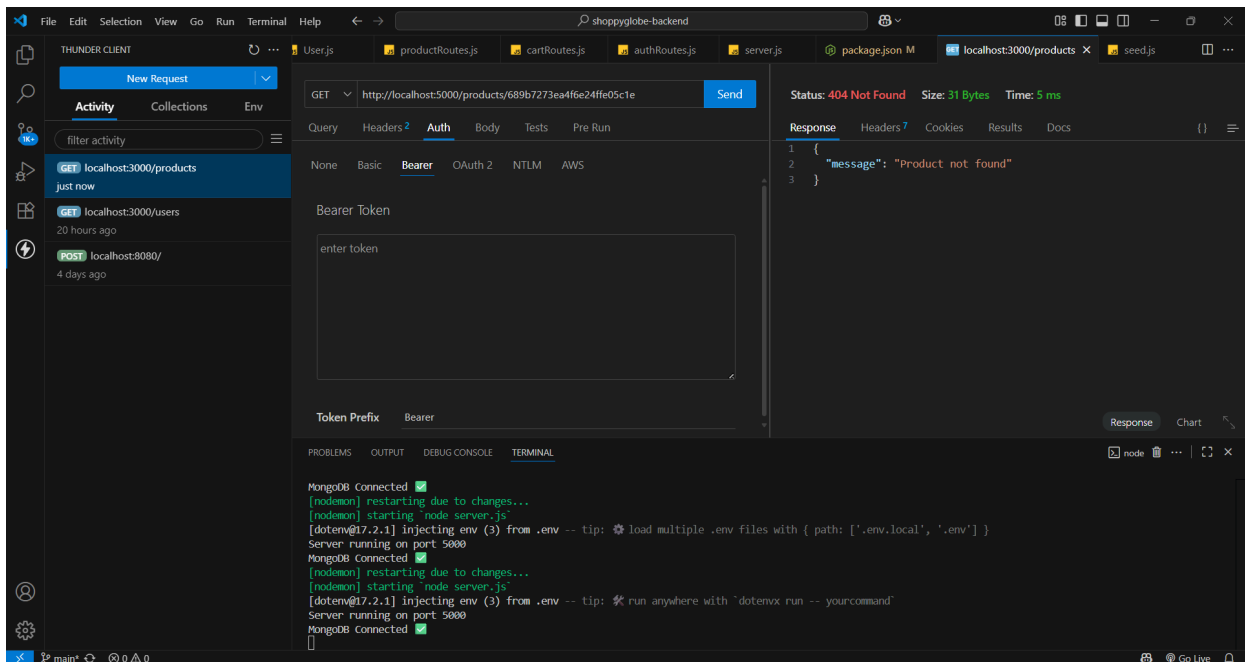 File Edit Selection View Go Run Terminal Help
shoppyglobe-backend
THUNDER CLIENT
User.js
productRoutes.js
cartRoutes.js
authRoutes.js
server.js
package.json M
GET localhost:3000/products
seed.js
New Request
Activity Collections Env
filter activity
1K+
GET localhost:3000/products
just now
GET localhost:3000/users
20 hours ago
POST localhost:8080/
4 days ago
GET http://localhost:5000/products/689b7273ea4f6e24ffe05c1e Send
Query Headers 2 Auth Body Tests Pre Run
None Basic Bearer OAuth 2 NTLM AWS
Bearer Token
enter token
Token Prefix Bearer
Status: 404 Not Found Size: 31 Bytes Time: 5 ms
Response Headers 7 Cookies Results Docs {}
1 {
2 "message": "Product not found"
3 }
Response Chart
PROBLEMS OUTPUT DEBUG CONSOLE TERMINAL
node
MongoDB Connected ✅
[nodemon] restarting due to changes...
[nodemon] starting `node server.js`
[dotenv@17.2.1] injecting env (3) from .env -- tip: ⚙️ load multiple .env files with { path: ['.env.local', '.env'] }
Server running on port 5000
MongoDB Connected ✅
[nodemon] restarting due to changes...
[nodemon] starting `node server.js`
[dotenv@17.2.1] injecting env (3) from .env -- tip: 🛠️ run anywhere with `dotenvx run -- yourcommand`
Server running on port 5000
MongoDB Connected ✅
main* 0 0 Go Live